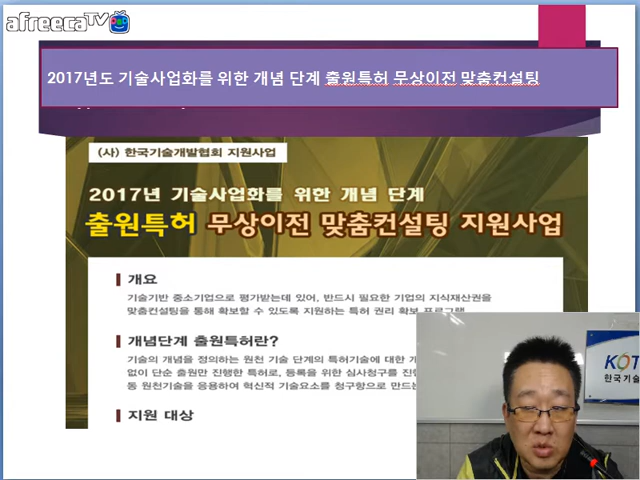 afreecaTV
2017년도 기술사업화를 위한 개념 단계 출원특허 무상이전 맞춤컨설팅
(사) 한국기술개발협회 지원사업
2017년 기술사업화를 위한 개념 단계
출원특허 무상이전 맞춤컨설팅 지원사업
개요
기술기반 중소기업으로 평가받는데 있어, 반드시 필요한 기업의 지식재산권을
맞춤컨설팅을 통해 확보할 수 있도록 지원하는 특허 권리 확보 프로그램
개념단계 출원특허란?
기술의 개념을 정의하는 원천 기술 단계의 특허기술에 대한
없이 단순 출원만 진행한 특허로, 등록을 위한 심사청구를
동 원천기술을 응용하여 혁신적 기술요소를 청구항으로 만드는
지원 대상
KOT
한국기술